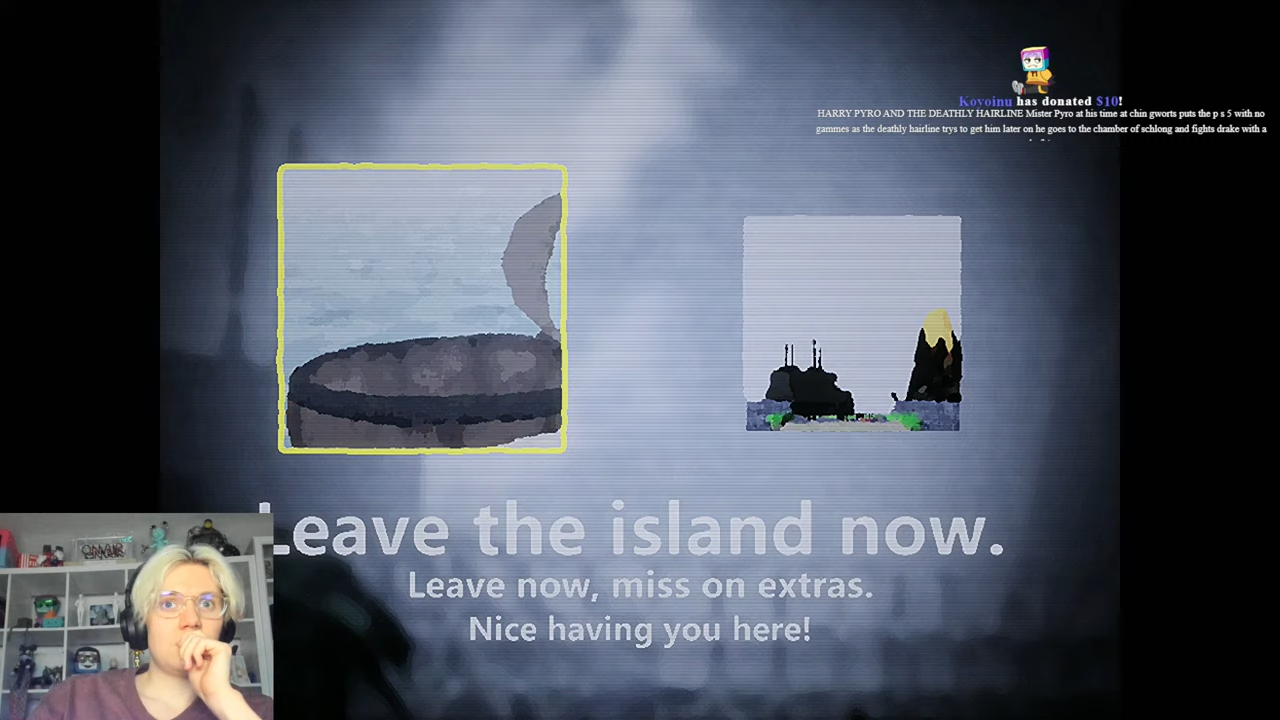 Kovoinu has donated $10!
HARRY PYRO AND THE DEATHLY HAIRLINE Mister Pyro at his time at chin gworts puts the p s 5 with no
gammes as the deathly hairline trys to get him later on he goes to the chamber of schlong and fights drake with a
Leave the island now.
Leave now, miss on extras.
Nice having you here!
ON AIR